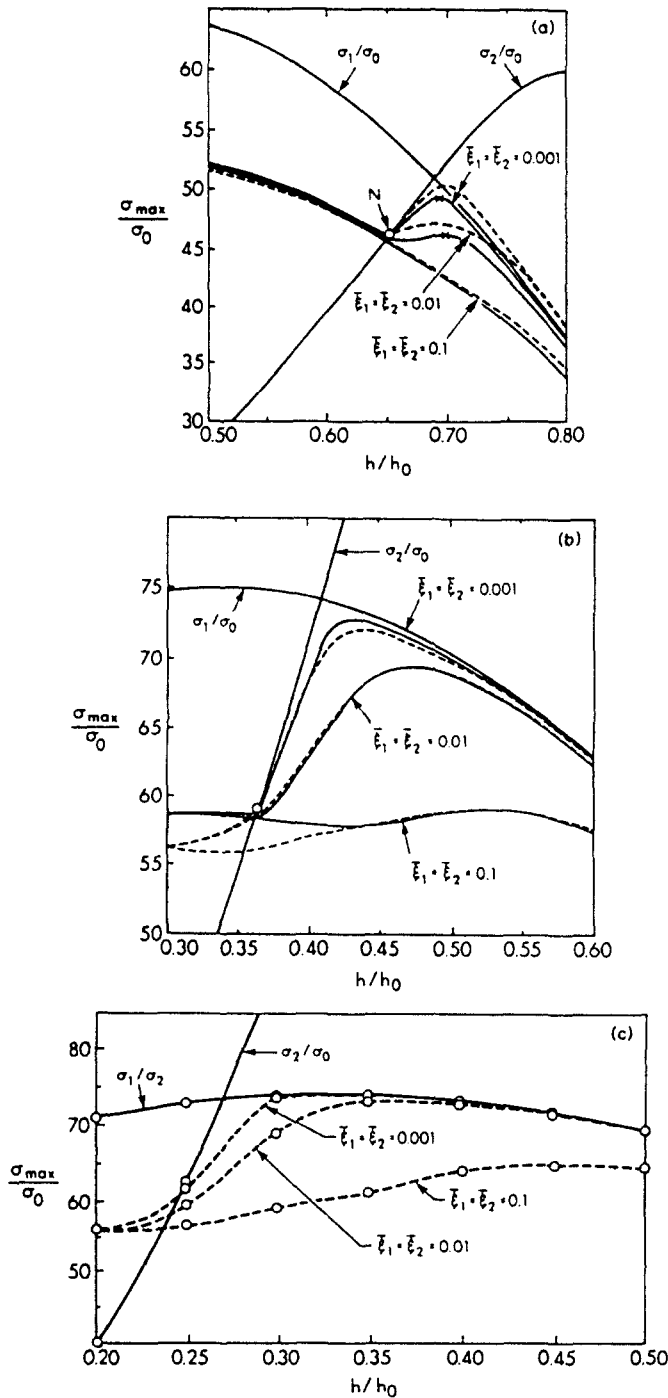 (a)
σ₁/σ₀
σ₂/σ₀
60
55
50
45
40
35
30
σmax/σ₀
N
ξ̄₁ = ξ̄₂ = 0.001
ξ̄₁ = ξ̄₂ = 0.01
ξ̄₁ = ξ̄₂ = 0.1
0.50 0.60 0.70 0.80
h/h₀
(b)
σ₂/σ₀
σ₁/σ₀
75
70
65
60
55
50
σmax/σ₀
ξ̄₁ = ξ̄₂ = 0.001
ξ̄₁ = ξ̄₂ = 0.01
ξ̄₁ = ξ̄₂ = 0.1
0.30 0.35 0.40 0.45 0.50 0.55 0.60
h/h₀
(c)
σ₂/σ₀
σ₁/σ₂
80
70
60
50
σmax/σ₀
ξ̄₁ = ξ̄₂ = 0.001
ξ̄₁ = ξ̄₂ = 0.1
ξ̄₁ = ξ̄₂ = 0.01
0.20 0.25 0.30 0.35 0.40 0.45 0.50
h/h₀